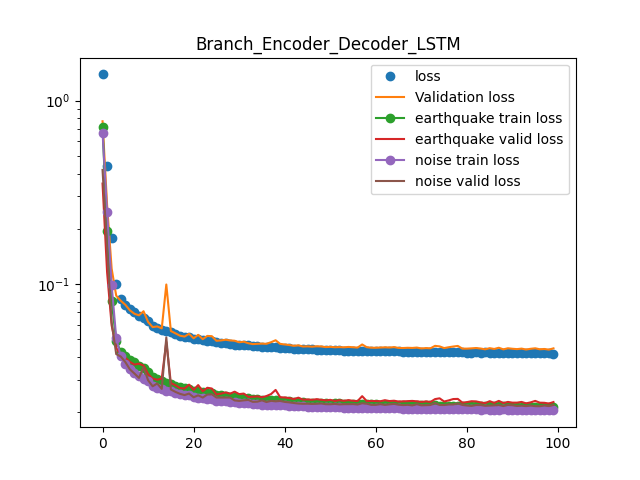 Branch_Encoder_Decoder_LSTM
loss
Validation loss
earthquake train loss
earthquake valid loss
noise train loss
noise valid loss
10⁰
10⁻¹
0 20 40 60 80 100